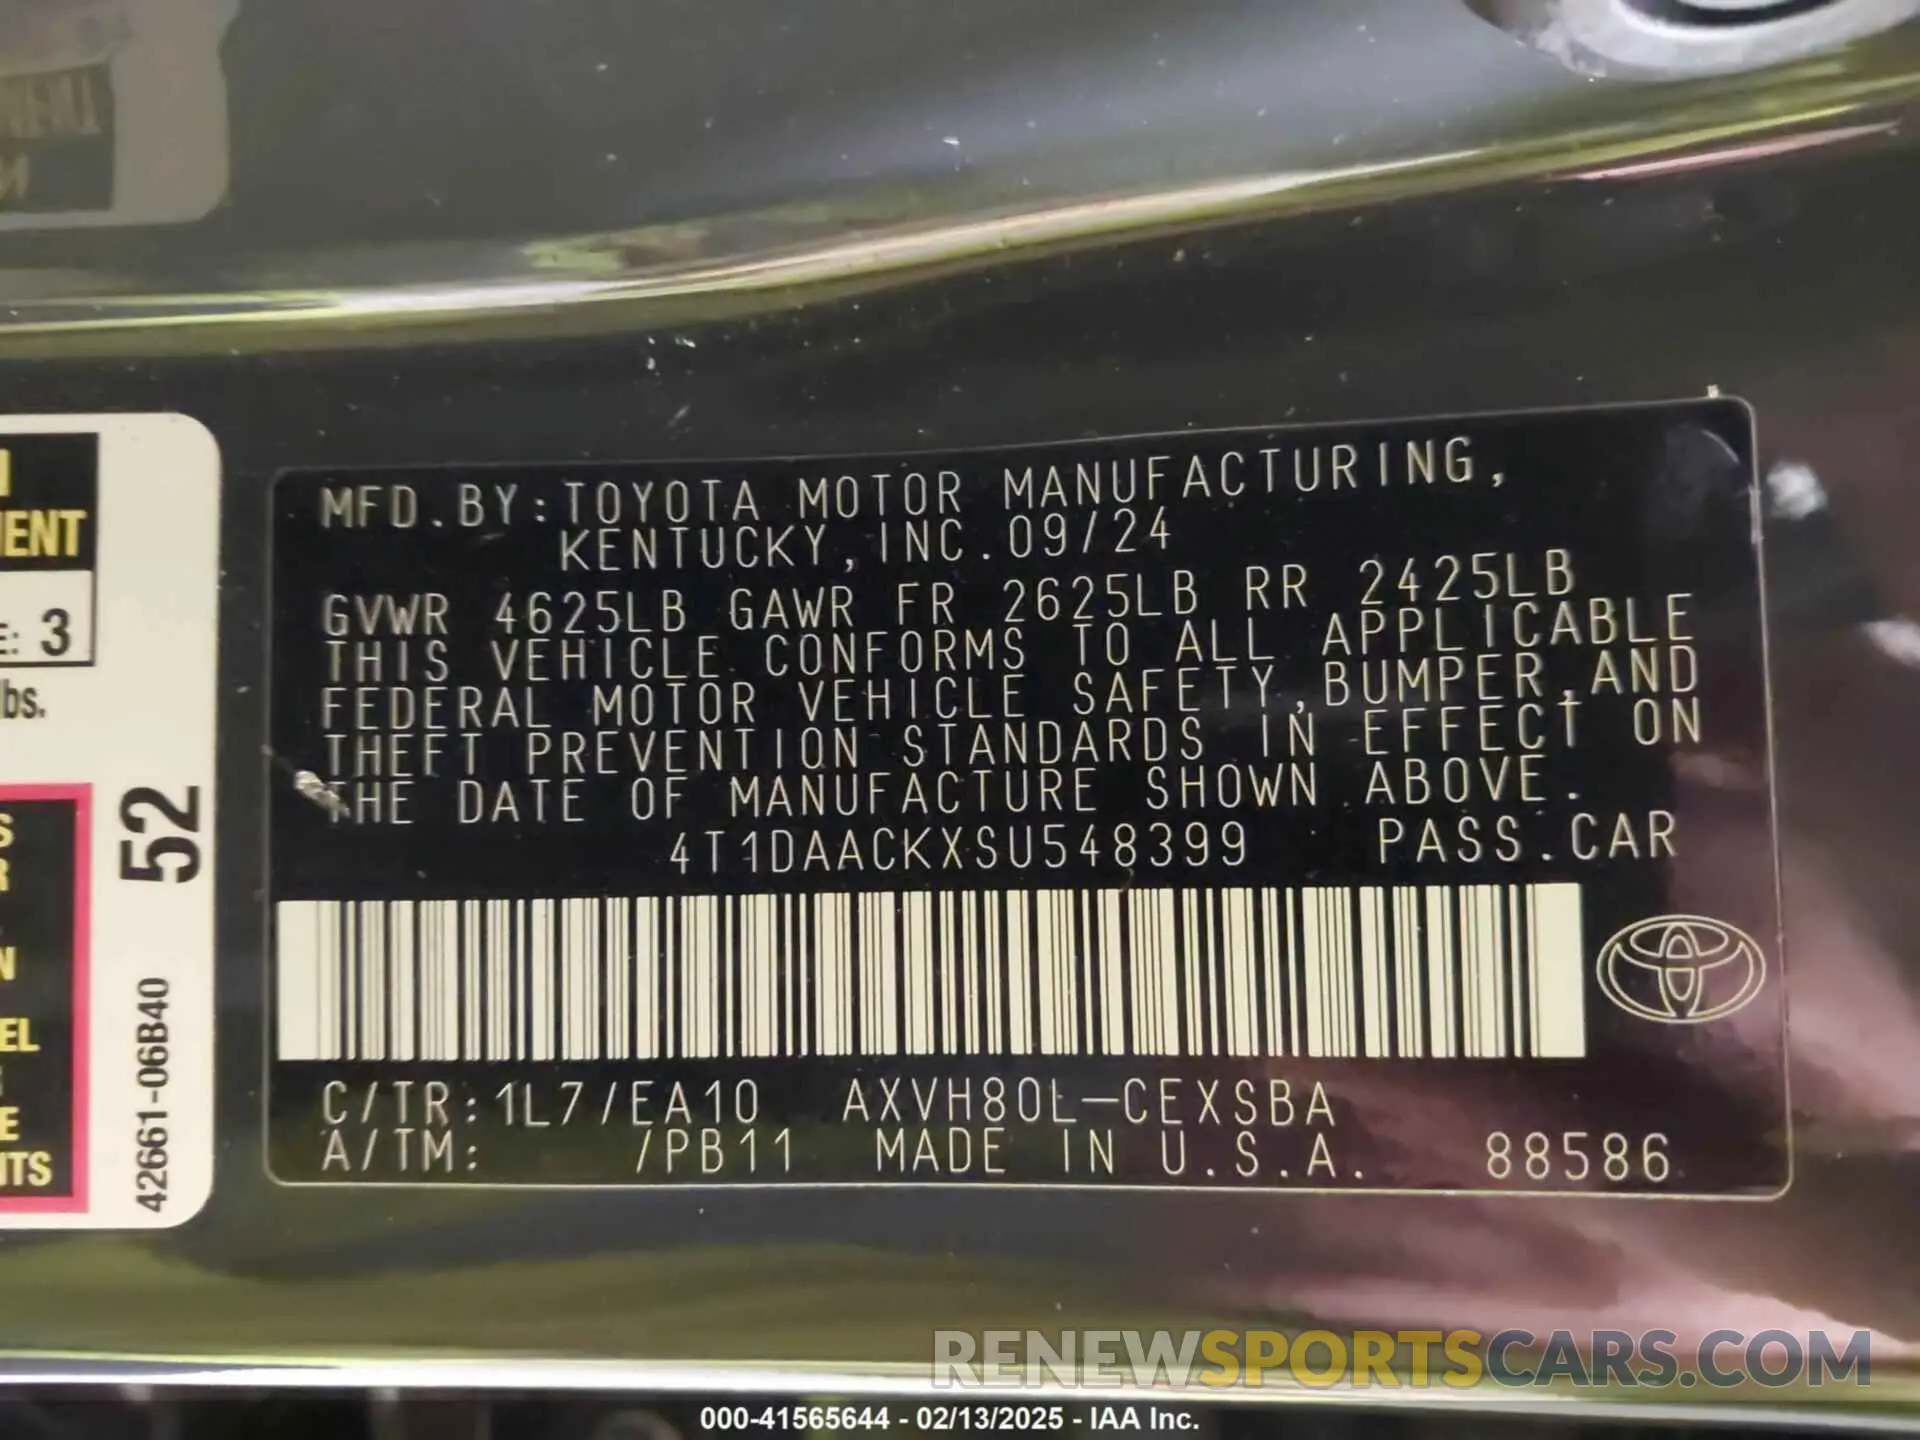 MFD.BY:TOYOTA MOTOR MANUFACTURING,
KENTUCKY,INC.09/24
GVWR 4625LB GAWR FR 2625LB RR 2425LB
THIS VEHICLE CONFORMS TO ALL APPLICABLE
FEDERAL MOTOR VEHICLE SAFETY,BUMPER,AND
THEFT PREVENTION STANDARDS IN EFFECT ON
THE DATE OF MANUFACTURE SHOWN ABOVE.
4T1DAACKXSU548399 PASS.CAR
C/TR:1L7/EA10 AXVH80L-CEXSBA
A/TM: /PB11 MADE IN U.S.A. 88586
E: 3
lbs.
52
42661-06B40
RENEWSPORTSCARS.COM
000-41565644 - 02/13/2025 - IAA Inc.